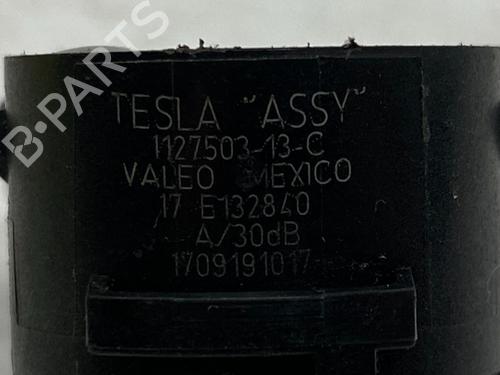 B-PARTS
TESLA "ASSY"
1127503-13-C
VALEO MEXICO
17 E132840
A/30dB
1709191017